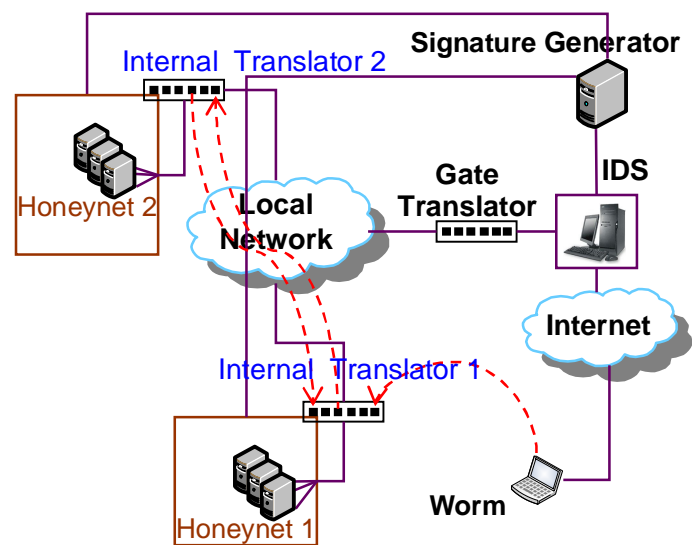 Signature Generator
Internal Translator 2
IDS
Gate
Translator
Honeynet 2
Local
Network
Internet
Internal Translator 1
Worm
Honeynet 1